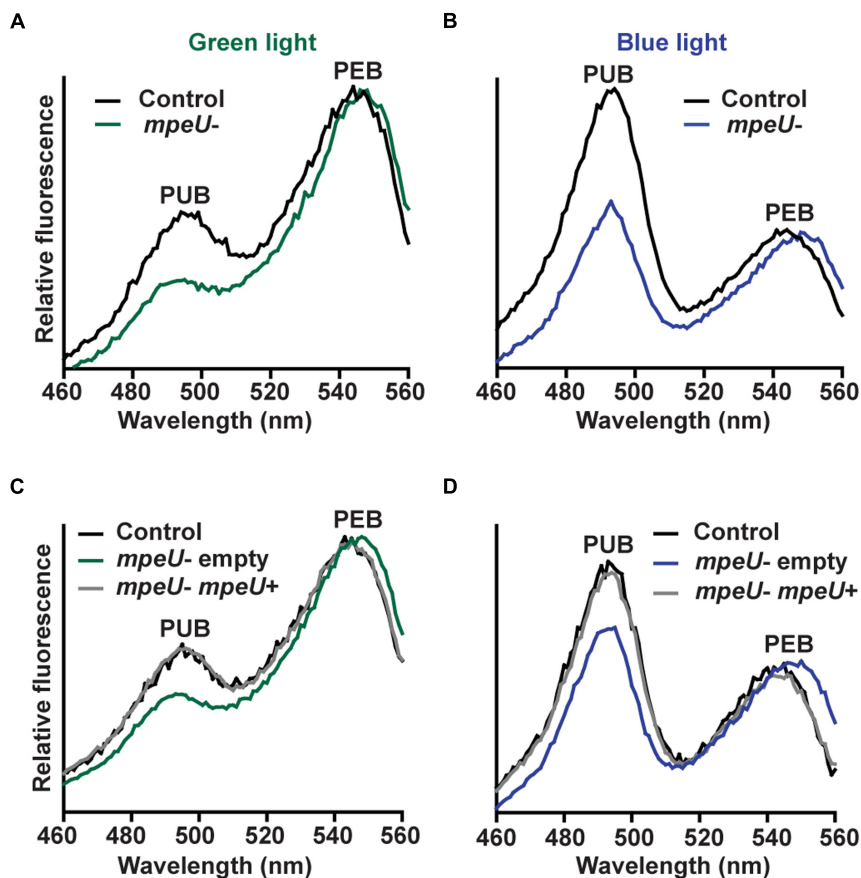 A
Green light
Relative fluorescence
Control
mpeU-
PUB
PEB
460 480 500 520 540 560
Wavelength (nm)
B
Blue light
PUB
Control
mpeU-
PEB
460 480 500 520 540 560
Wavelength (nm)
C
Relative fluorescence
Control
mpeU- empty
mpeU- mpeU+
PUB
PEB
460 480 500 520 540 560
Wavelength (nm)
D
PUB
Control
mpeU- empty
mpeU- mpeU+
PEB
460 480 500 520 540 560
Wavelength (nm)